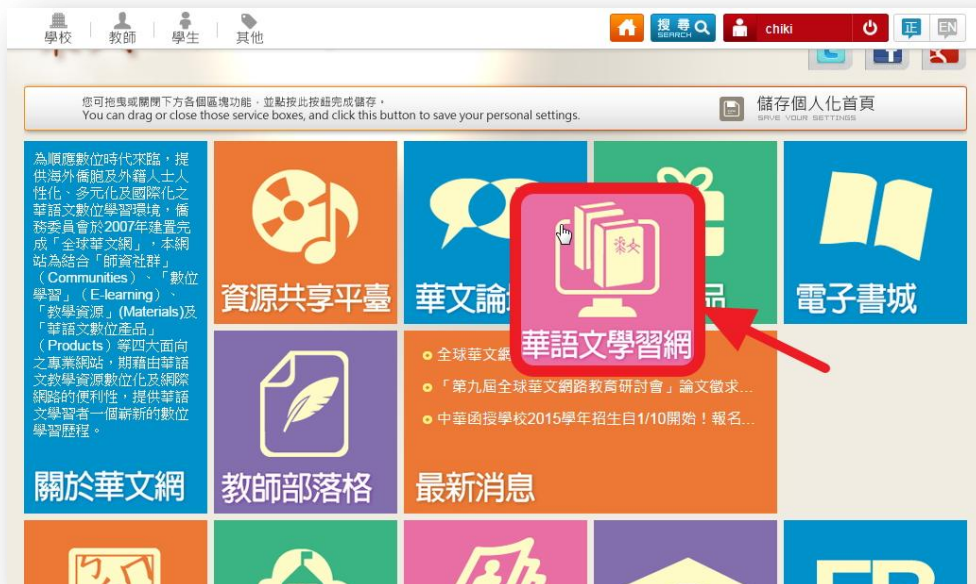 學校
教師
學生
其他
搜尋
SEARCH
chiki
正
EN
您可拖曳或關閉下方各個區塊功能，並點按此按鈕完成儲存。
You can drag or close those service boxes, and click this button to save your personal settings.
儲存個人化首頁
SAVE YOUR SETTINGS
為順應數位時代來臨，提
供海外僑胞及外籍人士人
性化、多元化及國際化之
華語文數位學習環境，僑
務委員會於2007年建置完
成「全球華文網」，本網
站為結合「師資社群」
（Communities）、「數位
學習」（E-learning）、
「教學資源」(Materials)及
「華語文數位產品」
（Products）等四大面向
之專業網站，期藉由華語
文教學資源數位化及網際
網路的便利性，提供華語
文學習者一個嶄新的數位
學習歷程。
關於華文網
資源共享平臺
華文論
品
電子書城
華語文學習網
教師部落格
全球華文網
「第九屆全球華文網路教育研討會」論文徵求...
中華函授學校2015學年招生自1/10開始！報名...
最新消息